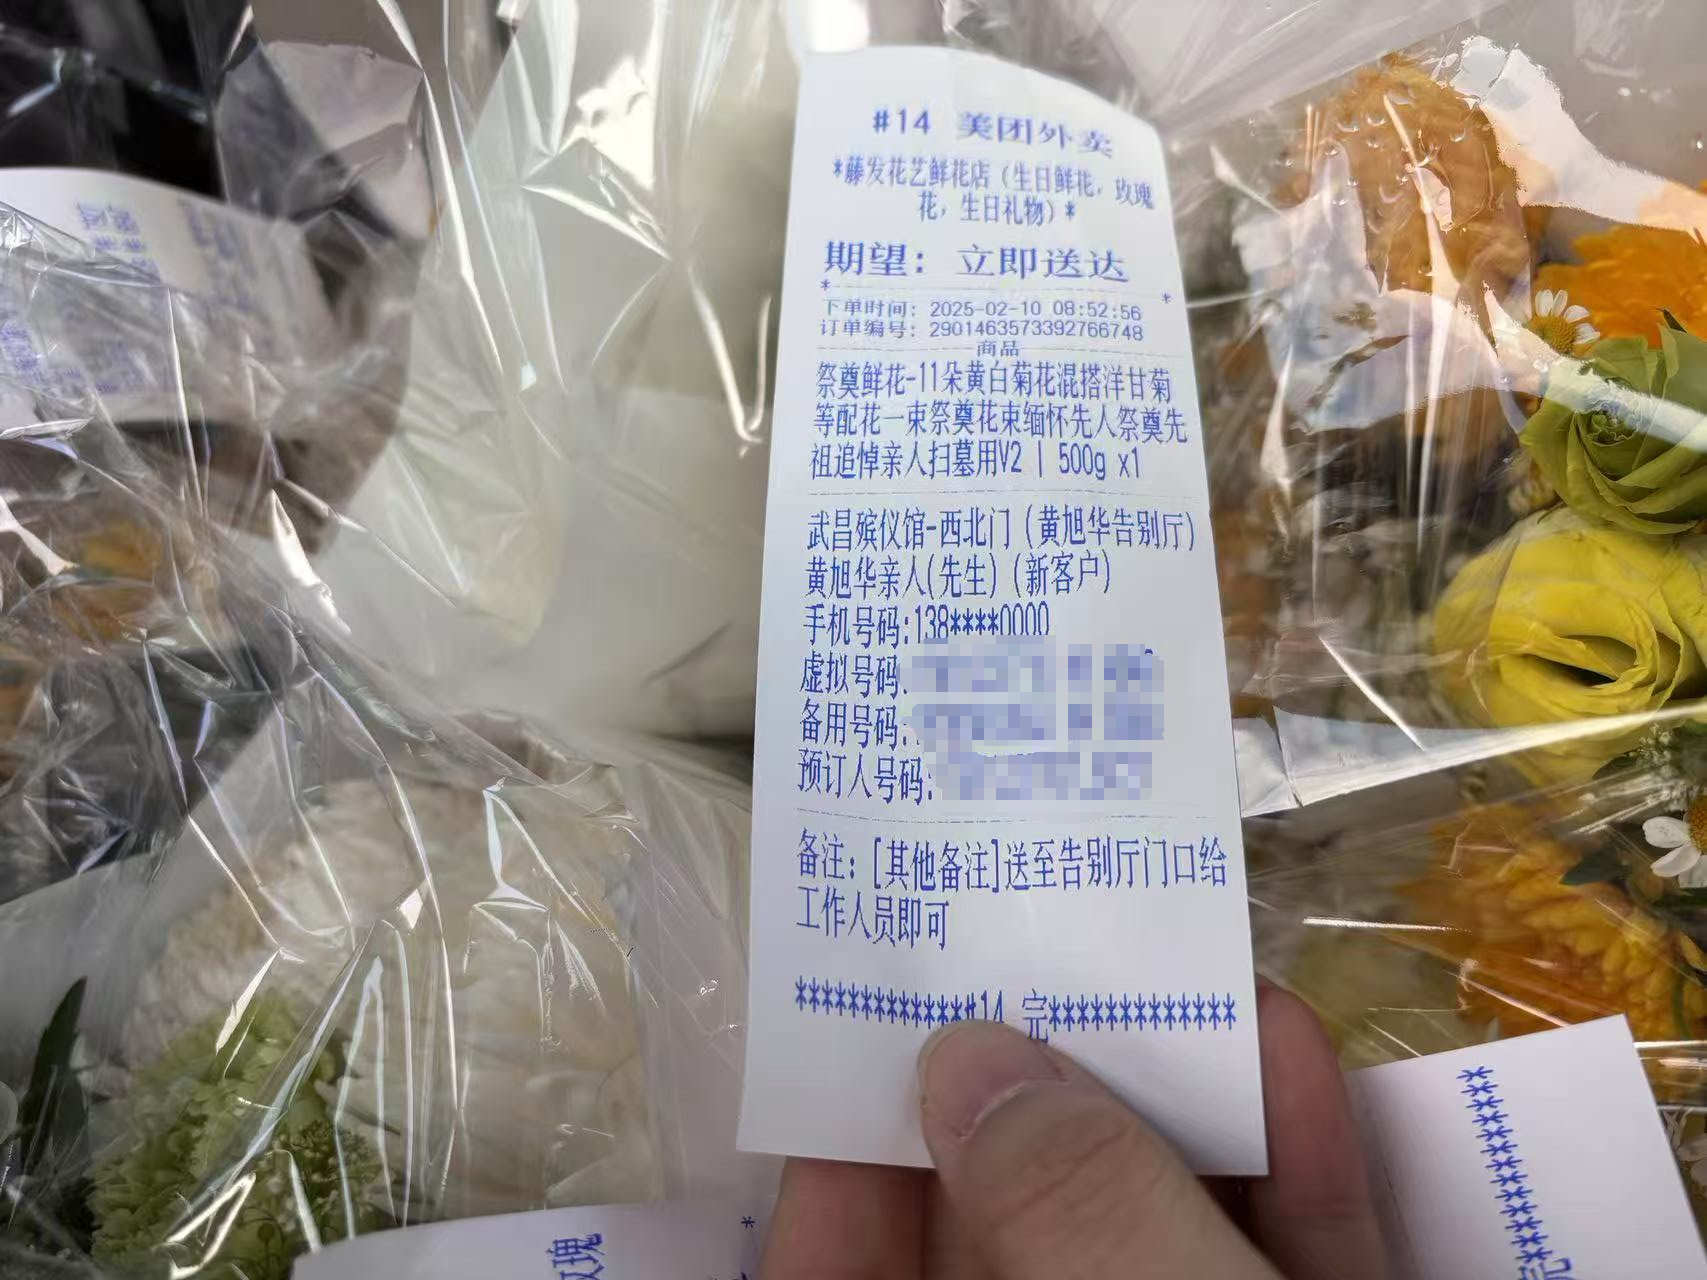 #14 美团外卖
*藤发花艺鲜花店（生日鲜花，玫瑰
花，生日礼物）*
期望：立即送达
* *
下单时间：2025-02-10 08:52:56
订单编号：2901463573392766748
商品
祭奠鲜花-11朵黄白菊花混搭洋甘菊
等配花一束祭奠花束缅怀先人祭奠先
祖追悼亲人扫墓用V2 | 500g x1
武昌殡仪馆-西北门（黄旭华告别厅）
黄旭华亲人(先生)（新客户）
手机号码:138****0000
虚拟号码:
备用号码:
预订人号码:
备注：[其他备注]送至告别厅门口给
工作人员即可
*************#14 完*************
玫瑰
*
****************完